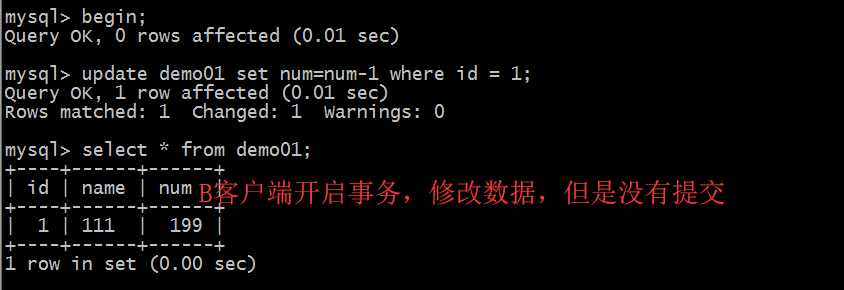 mysql> begin;
Query OK, 0 rows affected (0.01 sec)
mysql> update demo01 set num=num-1 where id = 1;
Query OK, 1 row affected (0.01 sec)
Rows matched: 1  Changed: 1  Warnings: 0
mysql> select * from demo01;
+----+------+------+
| id | name | num  |
B客户端开启事务，修改数据，但是没有提交
+----+------+------+
|  1 | 111  |  199 |
+----+------+------+
1 row in set (0.00 sec)